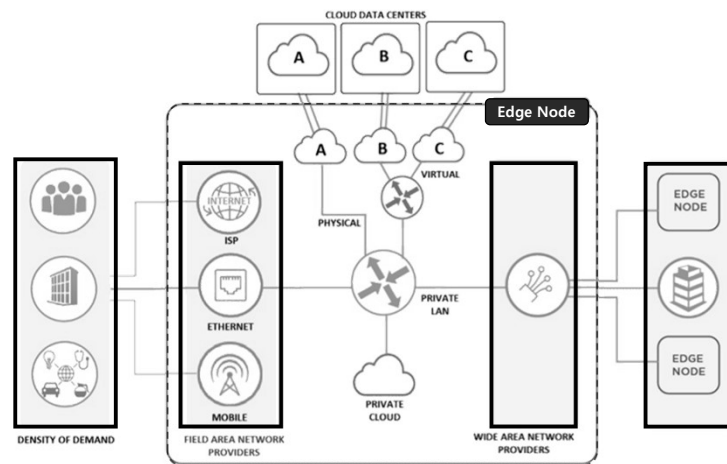 CLOUD DATA CENTERS
A
B
C
Edge Node
A
B
C
VIRTUAL
PHYSICAL
INTERNET
ISP
ETHERNET
PRIVATE
LAN
EDGE
NODE
EDGE
NODE
MOBILE
PRIVATE
CLOUD
DENSITY OF DEMAND
FIELD AREA NETWORK
PROVIDERS
WIDE AREA NETWORK
PROVIDERS